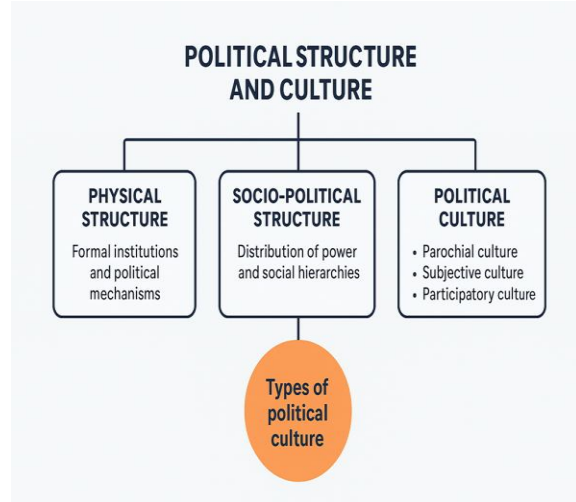 POLITICAL STRUCTURE
AND CULTURE
PHYSICAL
STRUCTURE
Formal institutions
and political
mechanisms
SOCIO-POLITICAL
STRUCTURE
Distribution of power
and social hierarchies
POLITICAL
CULTURE
• Parochial culture
• Subjective culture
• Participatory culture
Types of
political
culture